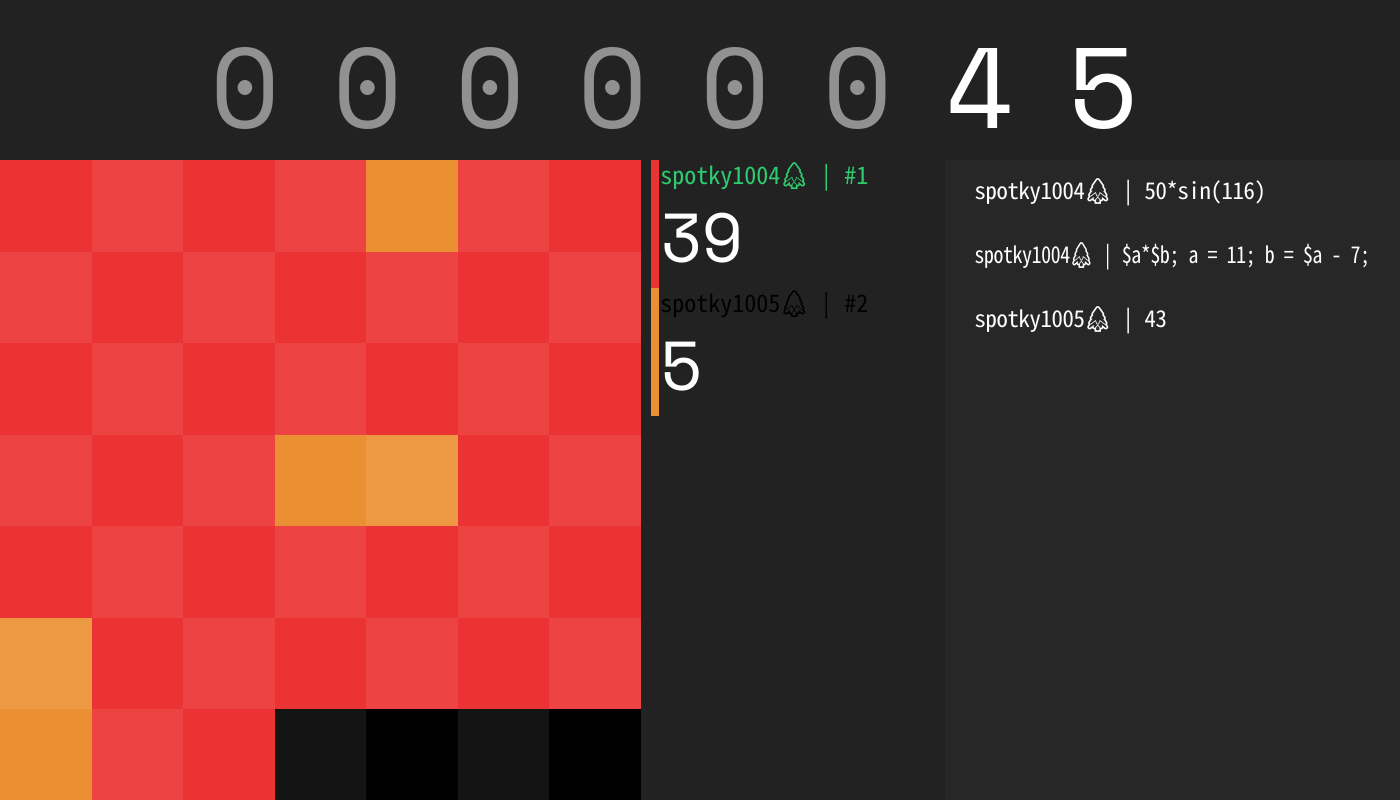 0 0 0 0 0 0 4 5
spotky1004 | #1
39
spotky1005 | #2
5
spotky1004 | 50*sin(116)
spotky1004 | $a*$b; a = 11; b = $a - 7;
spotky1005 | 43